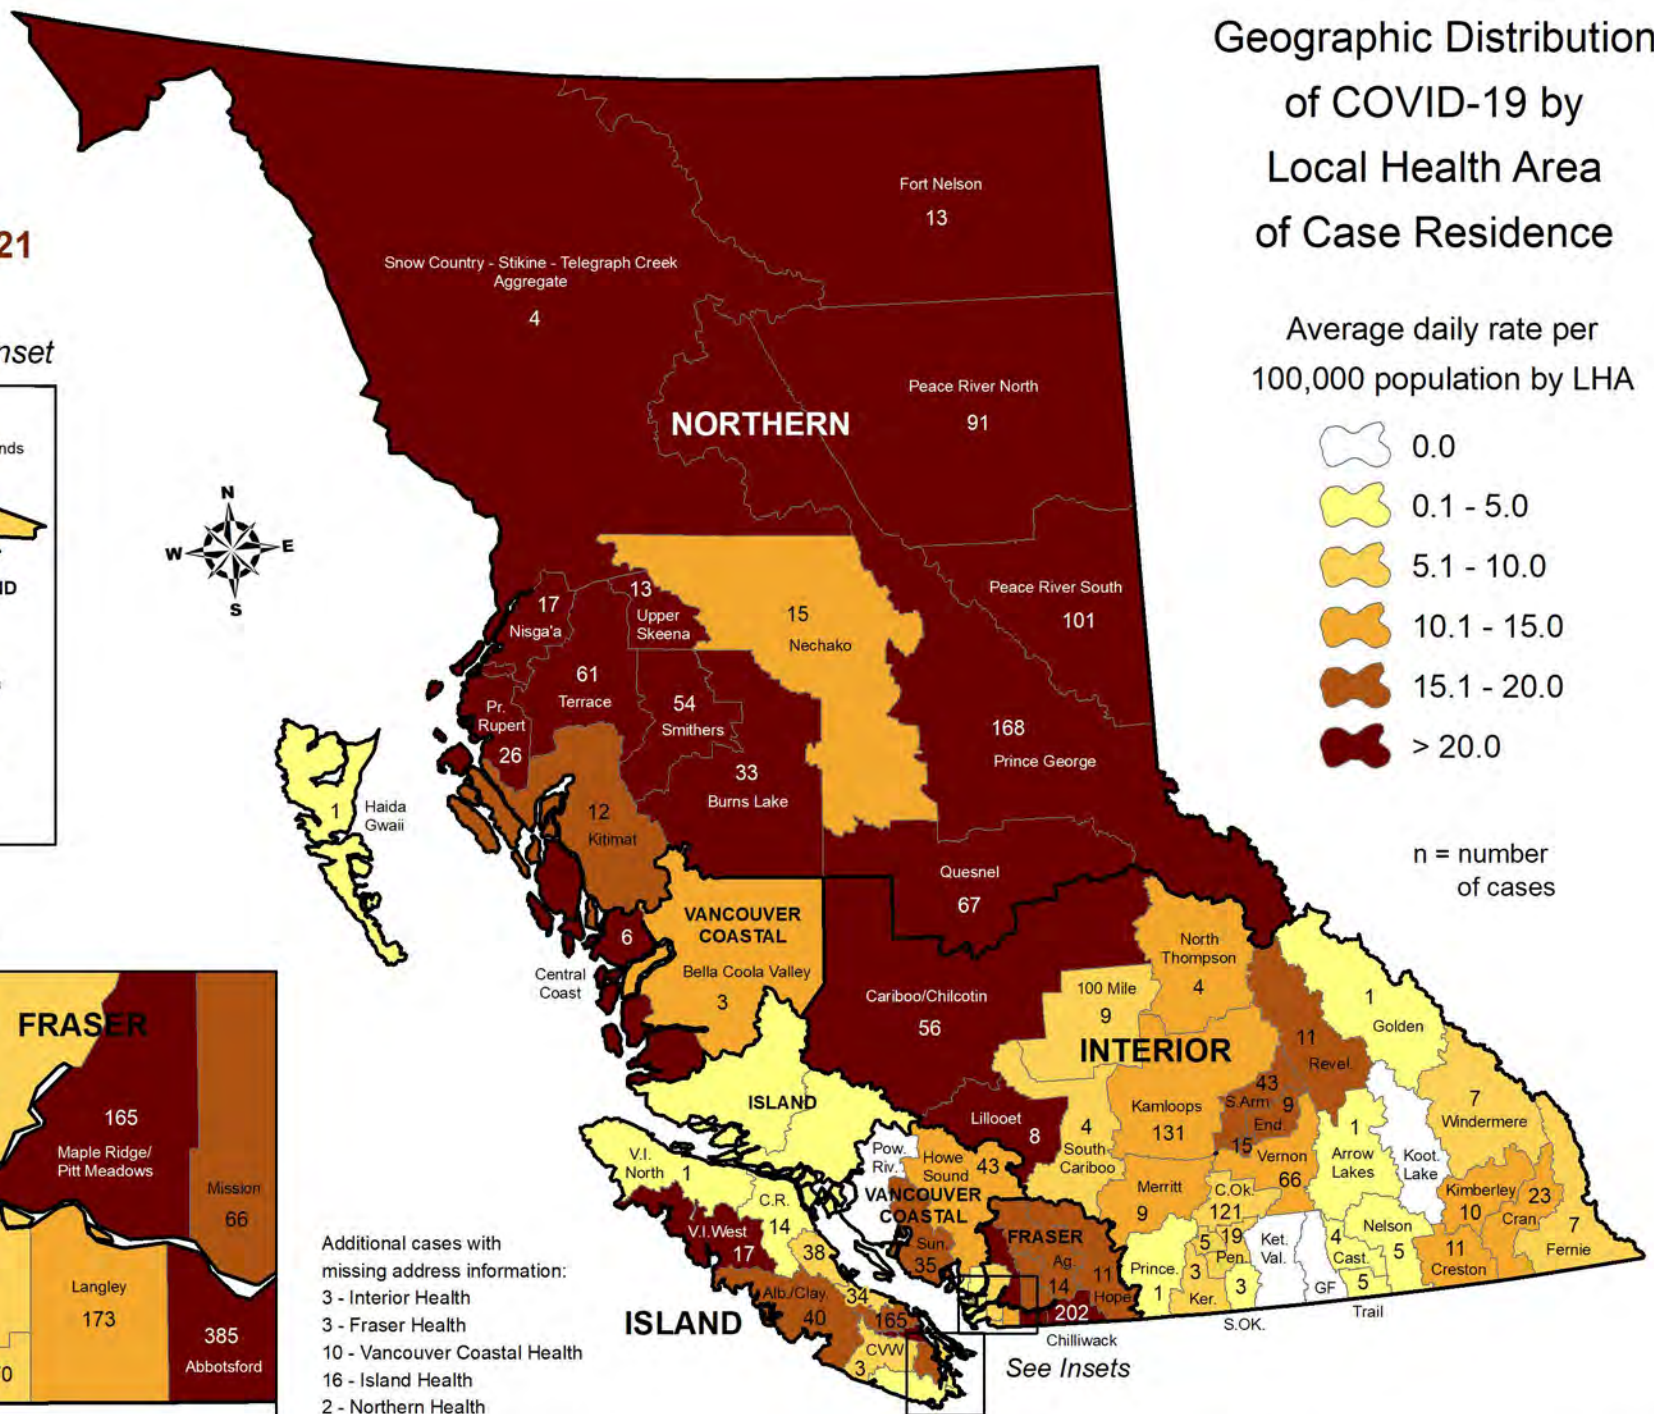 Geographic Distribution
of COVID-19 by
Local Health Area
of Case Residence
Average daily rate per
100,000 population by LHA
0.0
0.1 - 5.0
5.1 - 10.0
10.1 - 15.0
15.1 - 20.0
> 20.0
n = number
of cases
21
nset
nds
ID
N
W
E
S
Fort Nelson
13
Snow Country - Stikine - Telegraph Creek
Aggregate
4
Peace River North
91
NORTHERN
Peace River South
101
17
Nisga'a
13
Upper
Skeena
15
Nechako
61
Terrace
54
Smithers
Pr.
Rupert
26
168
Prince George
33
Burns Lake
12
Kitimat
1
Haida
Gwaii
Quesnel
67
VANCOUVER
COASTAL
Bella Coola Valley
3
6
Central
Coast
Cariboo/Chilcotin
56
North
Thompson
4
100 Mile
9
INTERIOR
1
Golden
11
Revel.
43
S.Arm
9
End.
15
Kamloops
131
7
Windermere
ISLAND
Lillooet
8
4
South
Cariboo
Vernon
66
1
Arrow
Lakes
Koot.
Lake
Pow.
Riv.
Howe
Sound
43
VANCOUVER
COASTAL
Sun.
35
Merritt
9
C.Ok.
121
Kimberley
10
23
Cran.
7
Fernie
V.I.
North
1
C.R.
14
V.I.West
17
38
FRASER
Ag.
14
11
Hope
Prince.
1
5
19
Pen.
3
Ker.
3
S.OK.
Ket.
Val.
GF
4
Cast.
Nelson
5
5
Trail
11
Creston
Alb./Clay.
40
34
165
CVW
3
202
Chilliwack
ISLAND
See Insets
FRASER
165
Maple Ridge/
Pitt Meadows
Mission
66
Langley
173
385
Abbotsford
0
Additional cases with
missing address information:
3 - Interior Health
3 - Fraser Health
10 - Vancouver Coastal Health
16 - Island Health
2 - Northern Health